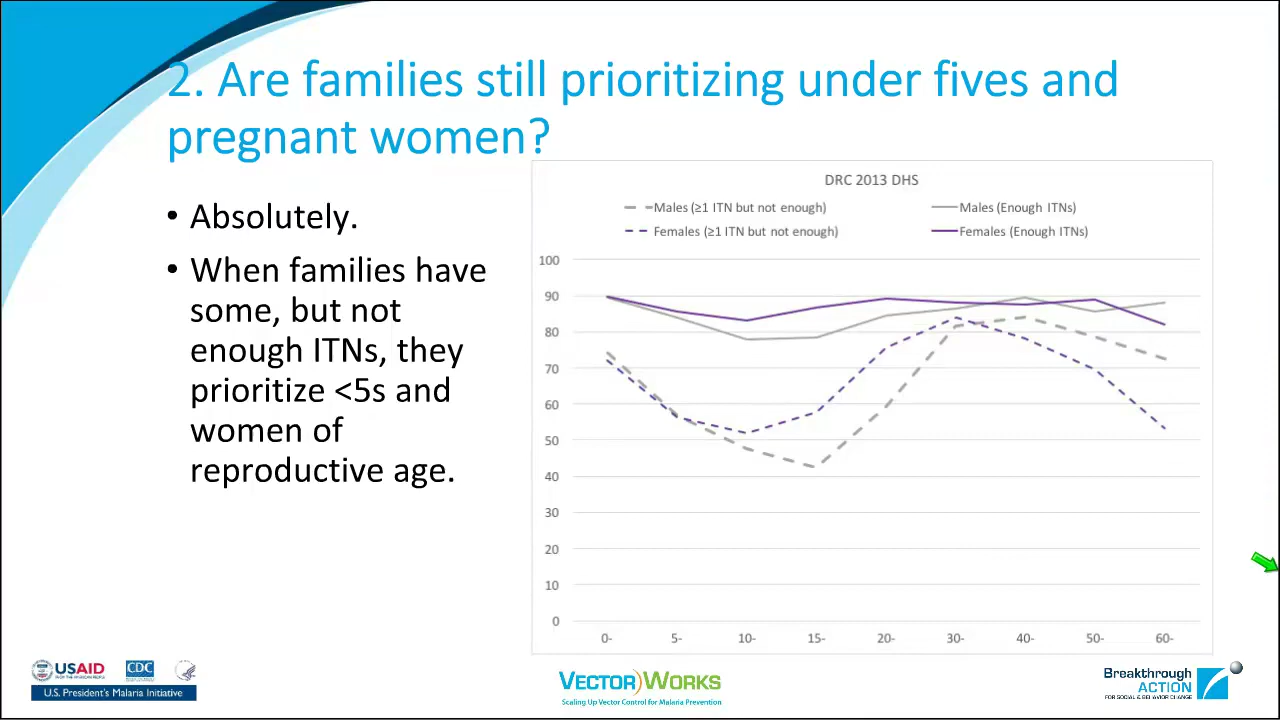 2. Are families still prioritizing under fives and
pregnant women?
• Absolutely.
• When families have
some, but not
enough ITNs, they
prioritize <5s and
women of
reproductive age.
DRC 2013 DHS
Males (≥1 ITN but not enough)
Males (Enough ITNs)
Females (≥1 ITN but not enough)
Females (Enough ITNs)
100
90
80
70
60
50
40
30
20
10
0
0- 5- 10- 15- 20- 30- 40- 50- 60-
USAID
FROM THE AMERICAN PEOPLE
CDC
U.S. President's Malaria Initiative
VECTORWORKS
Scaling Up Vector Control for Malaria Prevention
Breakthrough
ACTION
FOR SOCIAL & BEHAVIOR CHANGE